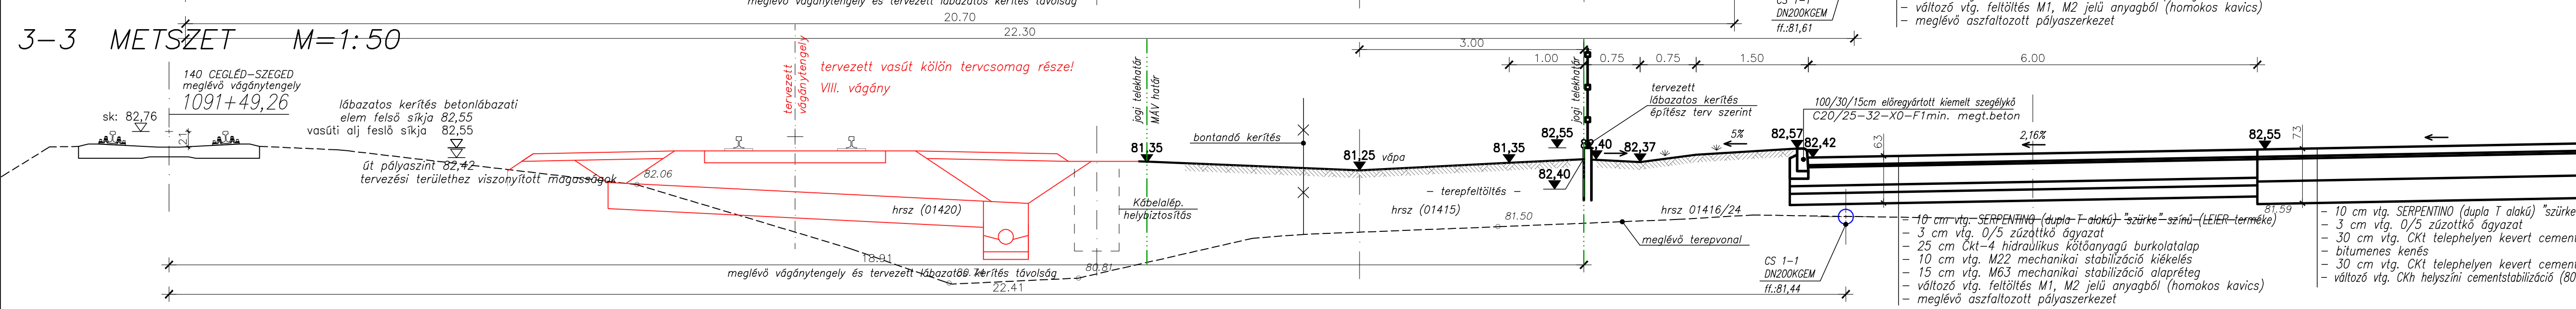 meglévő vágánytengely és tervezett lábazatos kerítés távolság
20.70
22.30
CS 1-1
DN200KGEM
ff.:81,61
- változó vtg. feltöltés M1, M2 jelű anyagból (homokos kavics)
- meglévő aszfaltozott pályaszerkezet
3-3 METSZET M=1:50
140 CEGLÉD-SZEGED
meglévő vágánytengely
1091+49,26
sk: 82,76
21
lábazatos kerítés betonlábazati
elem felső síkja 82,55
vasúti alj feslő síkja 82,55
út pályaszint 82,42
tervezési területhez viszonyított magasságok
82.06
tervezett
vágánytengely
tervezett vasút kölön tervcsomag része!
VIII. vágány
hrsz (01420)
jogi telekhatár
MÁV határ
81,35
Kábelalép.
helybiztosítás
bontandó kerítés
3.00
81,25 vápa
81,35
- terepfeltöltés -
hrsz (01415)
81.50
1.00
0.75
0.75
1.50
6.00
jogi telekhatár
82,55
82,40
82,40
82,37
tervezett
lábazatos kerítés
építész terv szerint
5%
82,57
82,42
100/30/15cm előregyártott kiemelt szegélykő
C20/25-32-X0-F1min. megt.beton
63
2,16%
82,55
73
hrsz 01416/24
meglévő terepvonal
81,59
18.91
meglévő vágánytengely és tervezett lábazatos kerítés távolság
80.81
22.41
CS 1-1
DN200KGEM
ff.:81,44
- 10 cm vtg. SERPENTINO (dupla T alakú) "szürke" színű (LEIER terméke)
- 3 cm vtg. 0/5 zúzottkő ágyazat
- 25 cm Ckt-4 hidraulikus kötőanyagú burkolatalap
- 10 cm vtg. M22 mechanikai stabilizáció kiékelés
- 15 cm vtg. M63 mechanikai stabilizáció alapréteg
- változó vtg. feltöltés M1, M2 jelű anyagból (homokos kavics)
- meglévő aszfaltozott pályaszerkezet
- 10 cm vtg. SERPENTINO (dupla T alakú) "szürke
- 3 cm vtg. 0/5 zúzottkő ágyazat
- 30 cm vtg. CKt telephelyen kevert cement
- bitumenes kenés
- 30 cm vtg. CKt telephelyen kevert cement
- változó vtg. CKh helyszíni cementstabilizáció (80